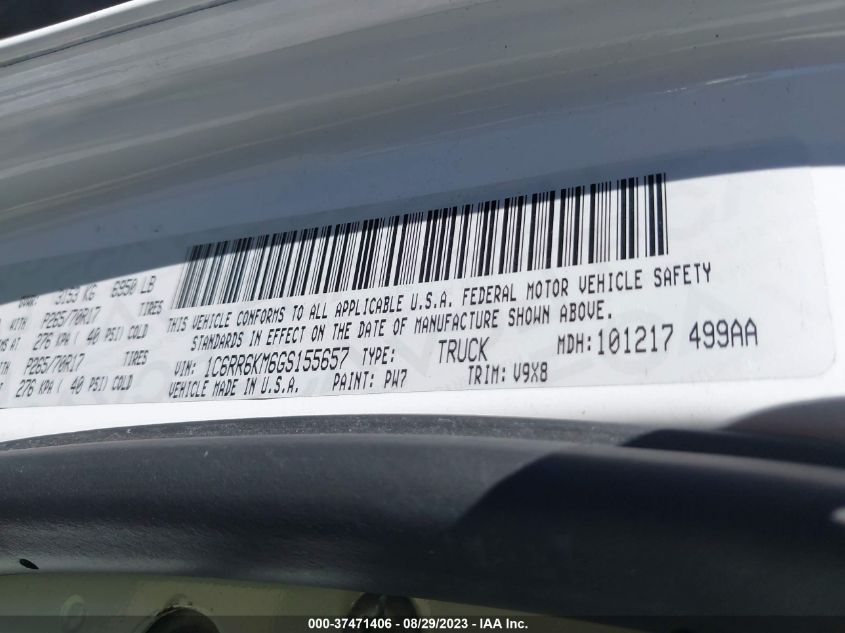 3153 KG 6950 LB
WITH P265/70R17 TIRES
AT 276 KPA ( 40 PSI) COLD
P265/70R17 TIRES
276 KPA ( 40 PSI) COLD
THIS VEHICLE CONFORMS TO ALL APPLICABLE U.S.A. FEDERAL MOTOR VEHICLE SAFETY
STANDARDS IN EFFECT ON THE DATE OF MANUFACTURE SHOWN ABOVE.
VIN: 1C6RR6KM6GS155657 TYPE: TRUCK MDH: 101217 499AA
VEHICLE MADE IN U.S.A. PAINT: PW7 TRIM: V9X8
000-37471406 - 08/29/2023 - IAA Inc.